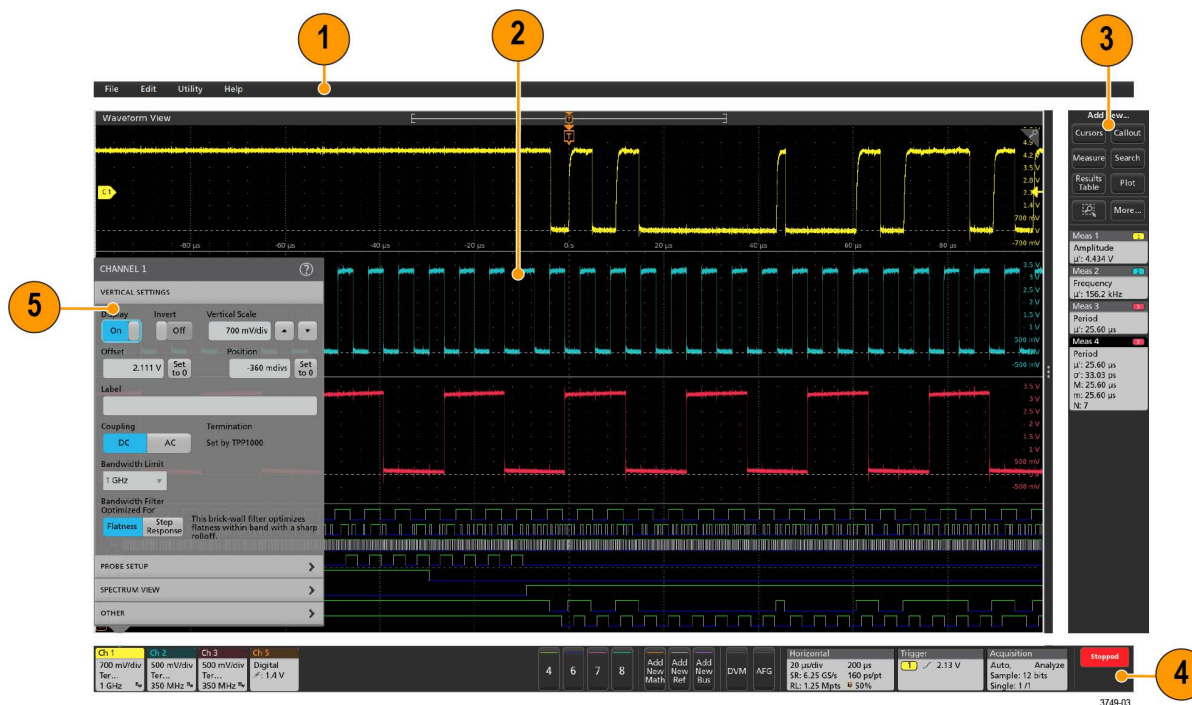 1
2
3
File Edit Utility Help
Waveform View
T
T
C1
2.8 V
1.4 V
700 mV
-700 mV
-80 µs -60 µs -40 µs -20 µs 0 s 20 µs 40 µs 60 µs 80 µs
3.5 V
2.5 V
2 V
1.5 V
1 V
500 mV
-500 mV
3.5 V
3 V
2.5 V
2 V
1.5 V
500 mV
-500 mV
CHANNEL 1 ?
VERTICAL SETTINGS
5
Display Invert Vertical Scale
On Off 700 mV/div
Offset Position
2.111 V Set to 0 -360 mdivs Set to 0
Label
Coupling Termination
DC AC Set by TPP1000
Bandwidth Limit
1 GHz
Bandwidth Filter
Optimized For
Flatness Step Response This brick-wall filter optimizes
flatness within band with a sharp
rolloff.
PROBE SETUP
SPECTRUM VIEW
OTHER
Add New...
Cursors Callout
Measure Search
Results Table Plot
More...
Meas 1 1
Amplitude
µ': 4.434 V
Meas 2 2
Frequency
µ': 156.2 kHz
Meas 3
Period
µ': 25.60 µs
Meas 4
Period
µ': 25.60 µs
σ': 33.03 ps
M: 25.60 µs
m: 25.60 µs
N: 7
Ch 1 Ch 2 Ch 3 Ch 5
700 mV/div 500 mV/div 500 mV/div Digital
Ter... Ter... Ter... 1.4 V
1 GHz 350 MHz 350 MHz
4 6 7 8
Add New Math
Add New Ref
Add New Bus
DVM AFG
Horizontal
20 µs/div 200 µs
SR: 6.25 GS/s 160 ps/pt
RL: 1.25 Mpts 50%
Trigger
1 2.13 V
Acquisition
Auto, Analyze
Sample: 12 bits
Single: 1 /1
Stopped
4
3749-03